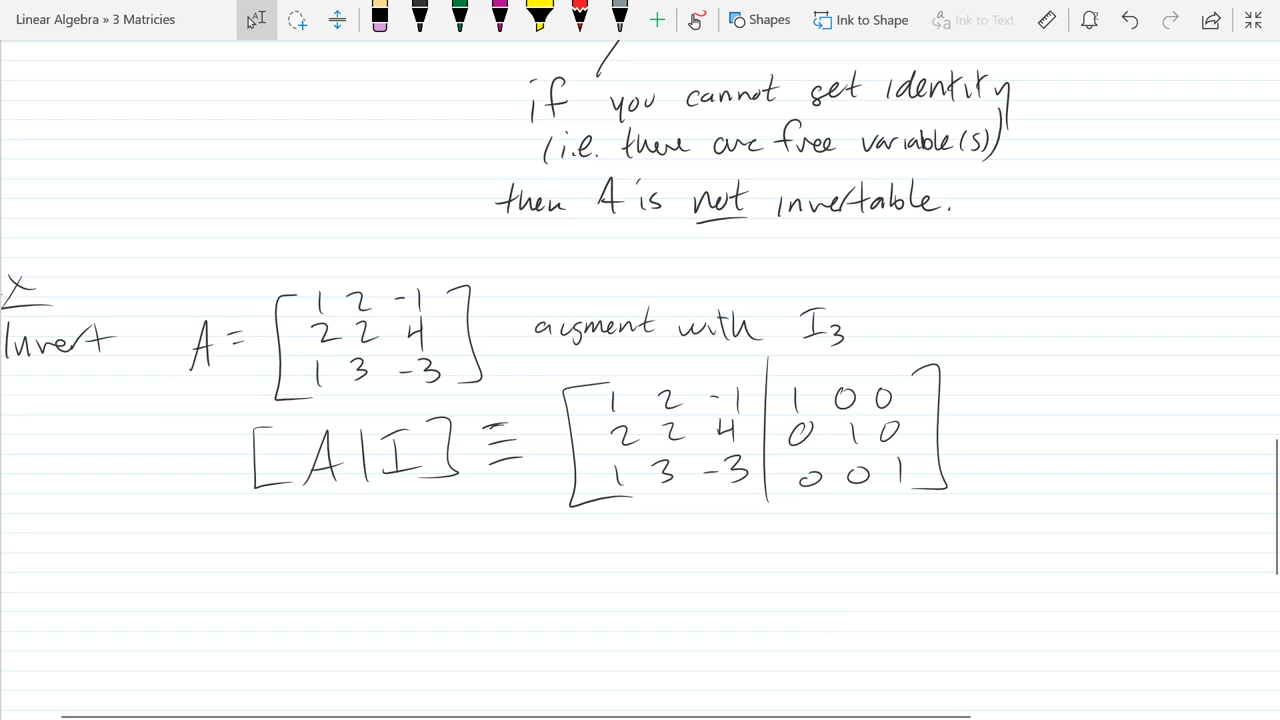 Linear Algebra » 3 Matricies
Shapes
Ink to Shape
Ink to Text
if you cannot get identity
(i.e. there are free variable(s))
then A is not invertable.
Invert A = [ 1 2 -1
2 2 4
1 3 -3 ]
augment with I3
[A|I] ≡ [ 1 2 -1 | 1 0 0
2 2 4 | 0 1 0
1 3 -3 | 0 0 1 ]